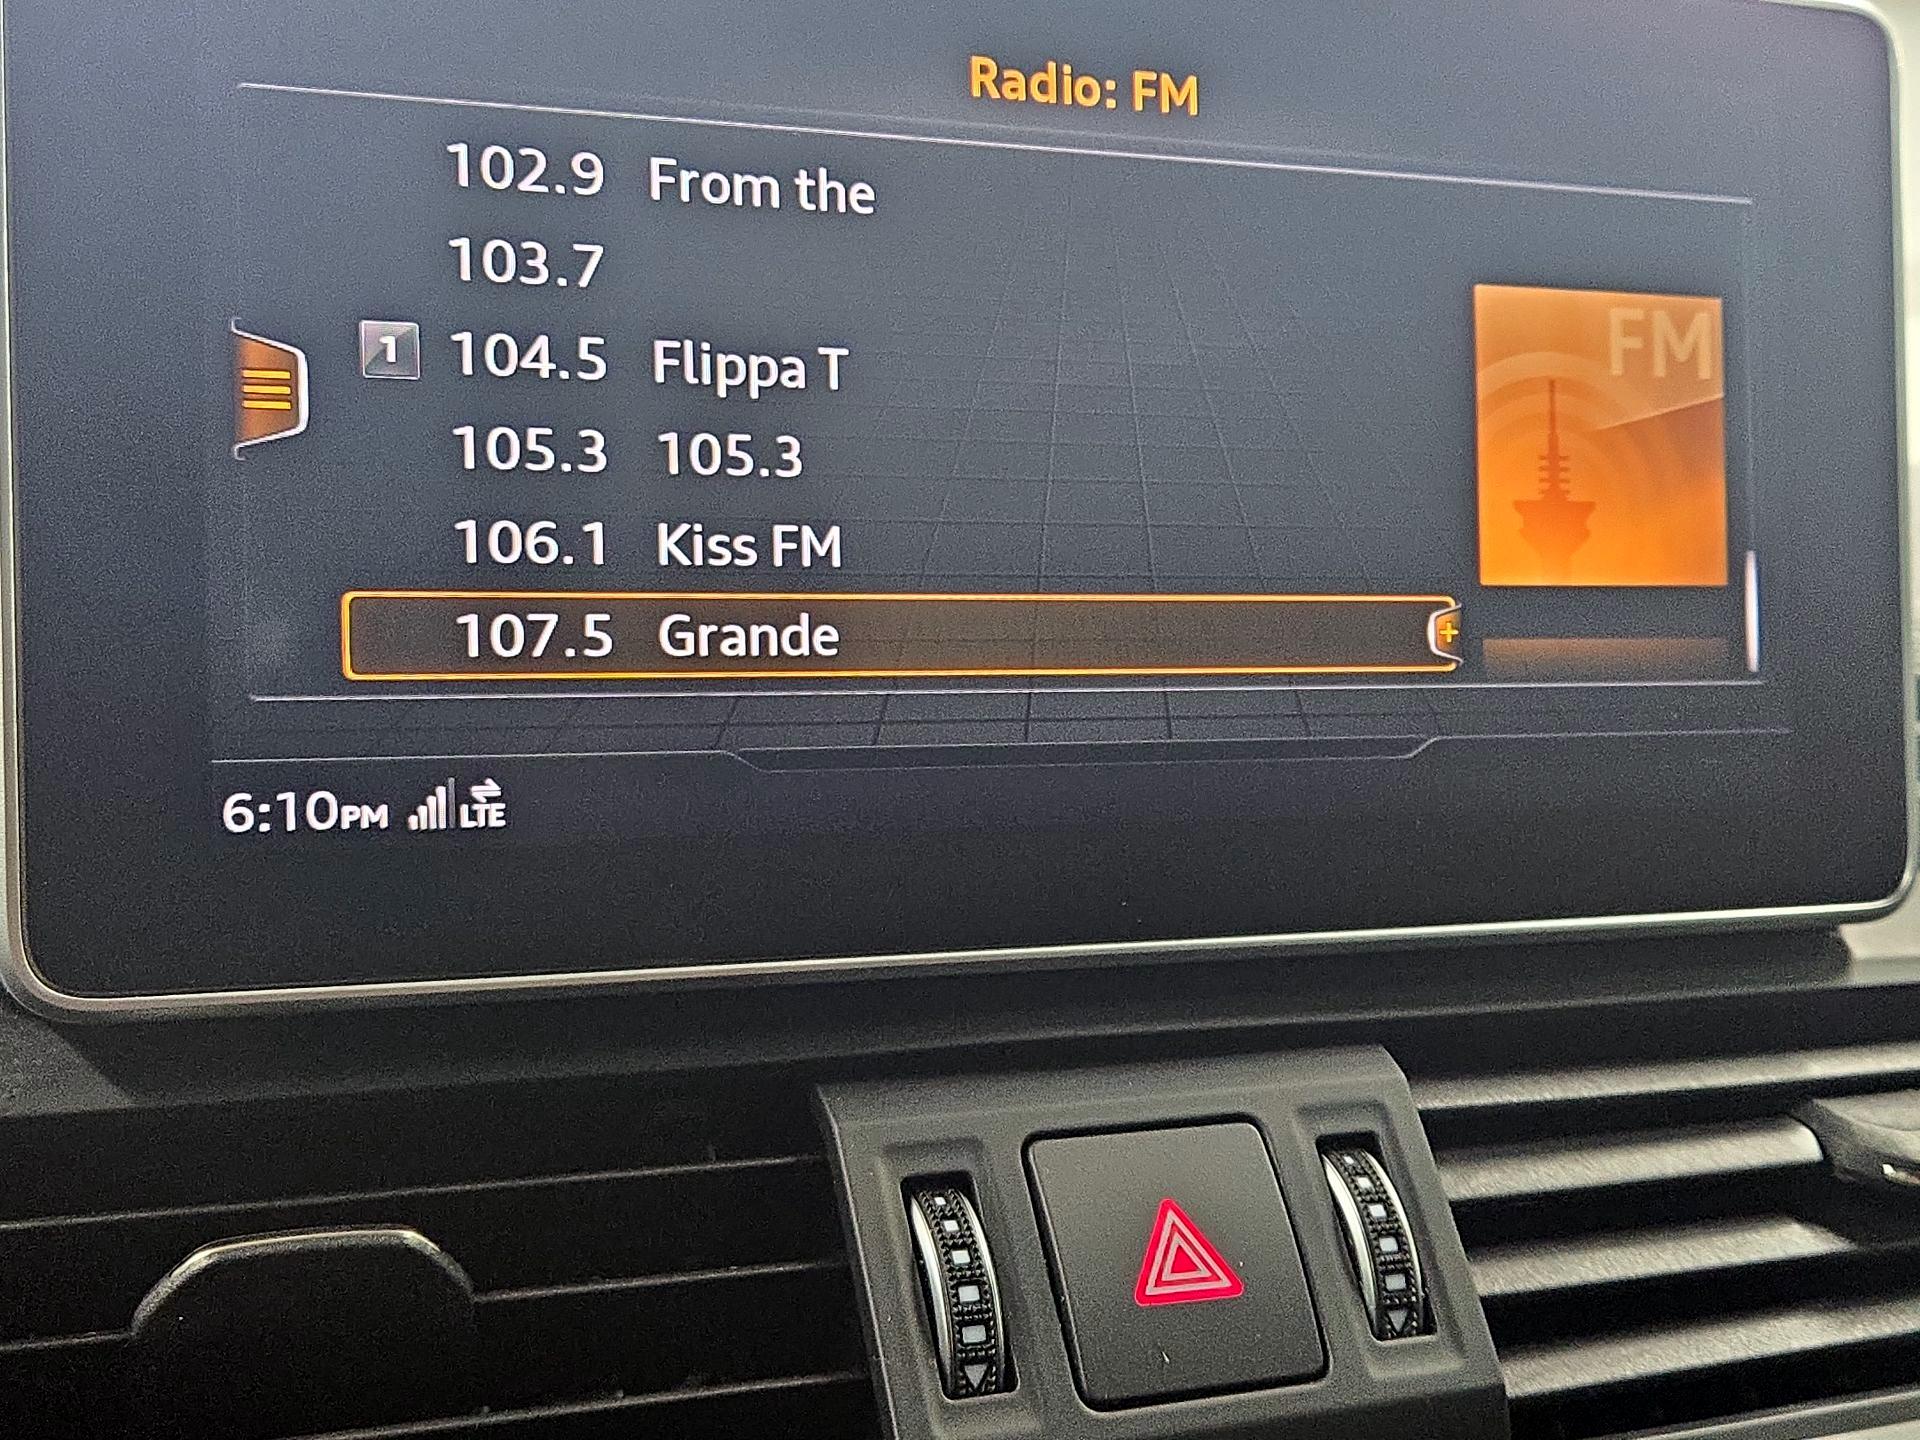 Radio: FM
102.9 From the
103.7
1 104.5 Flippa T
105.3 105.3
106.1 Kiss FM
107.5 Grande
FM
6:10PM LTE